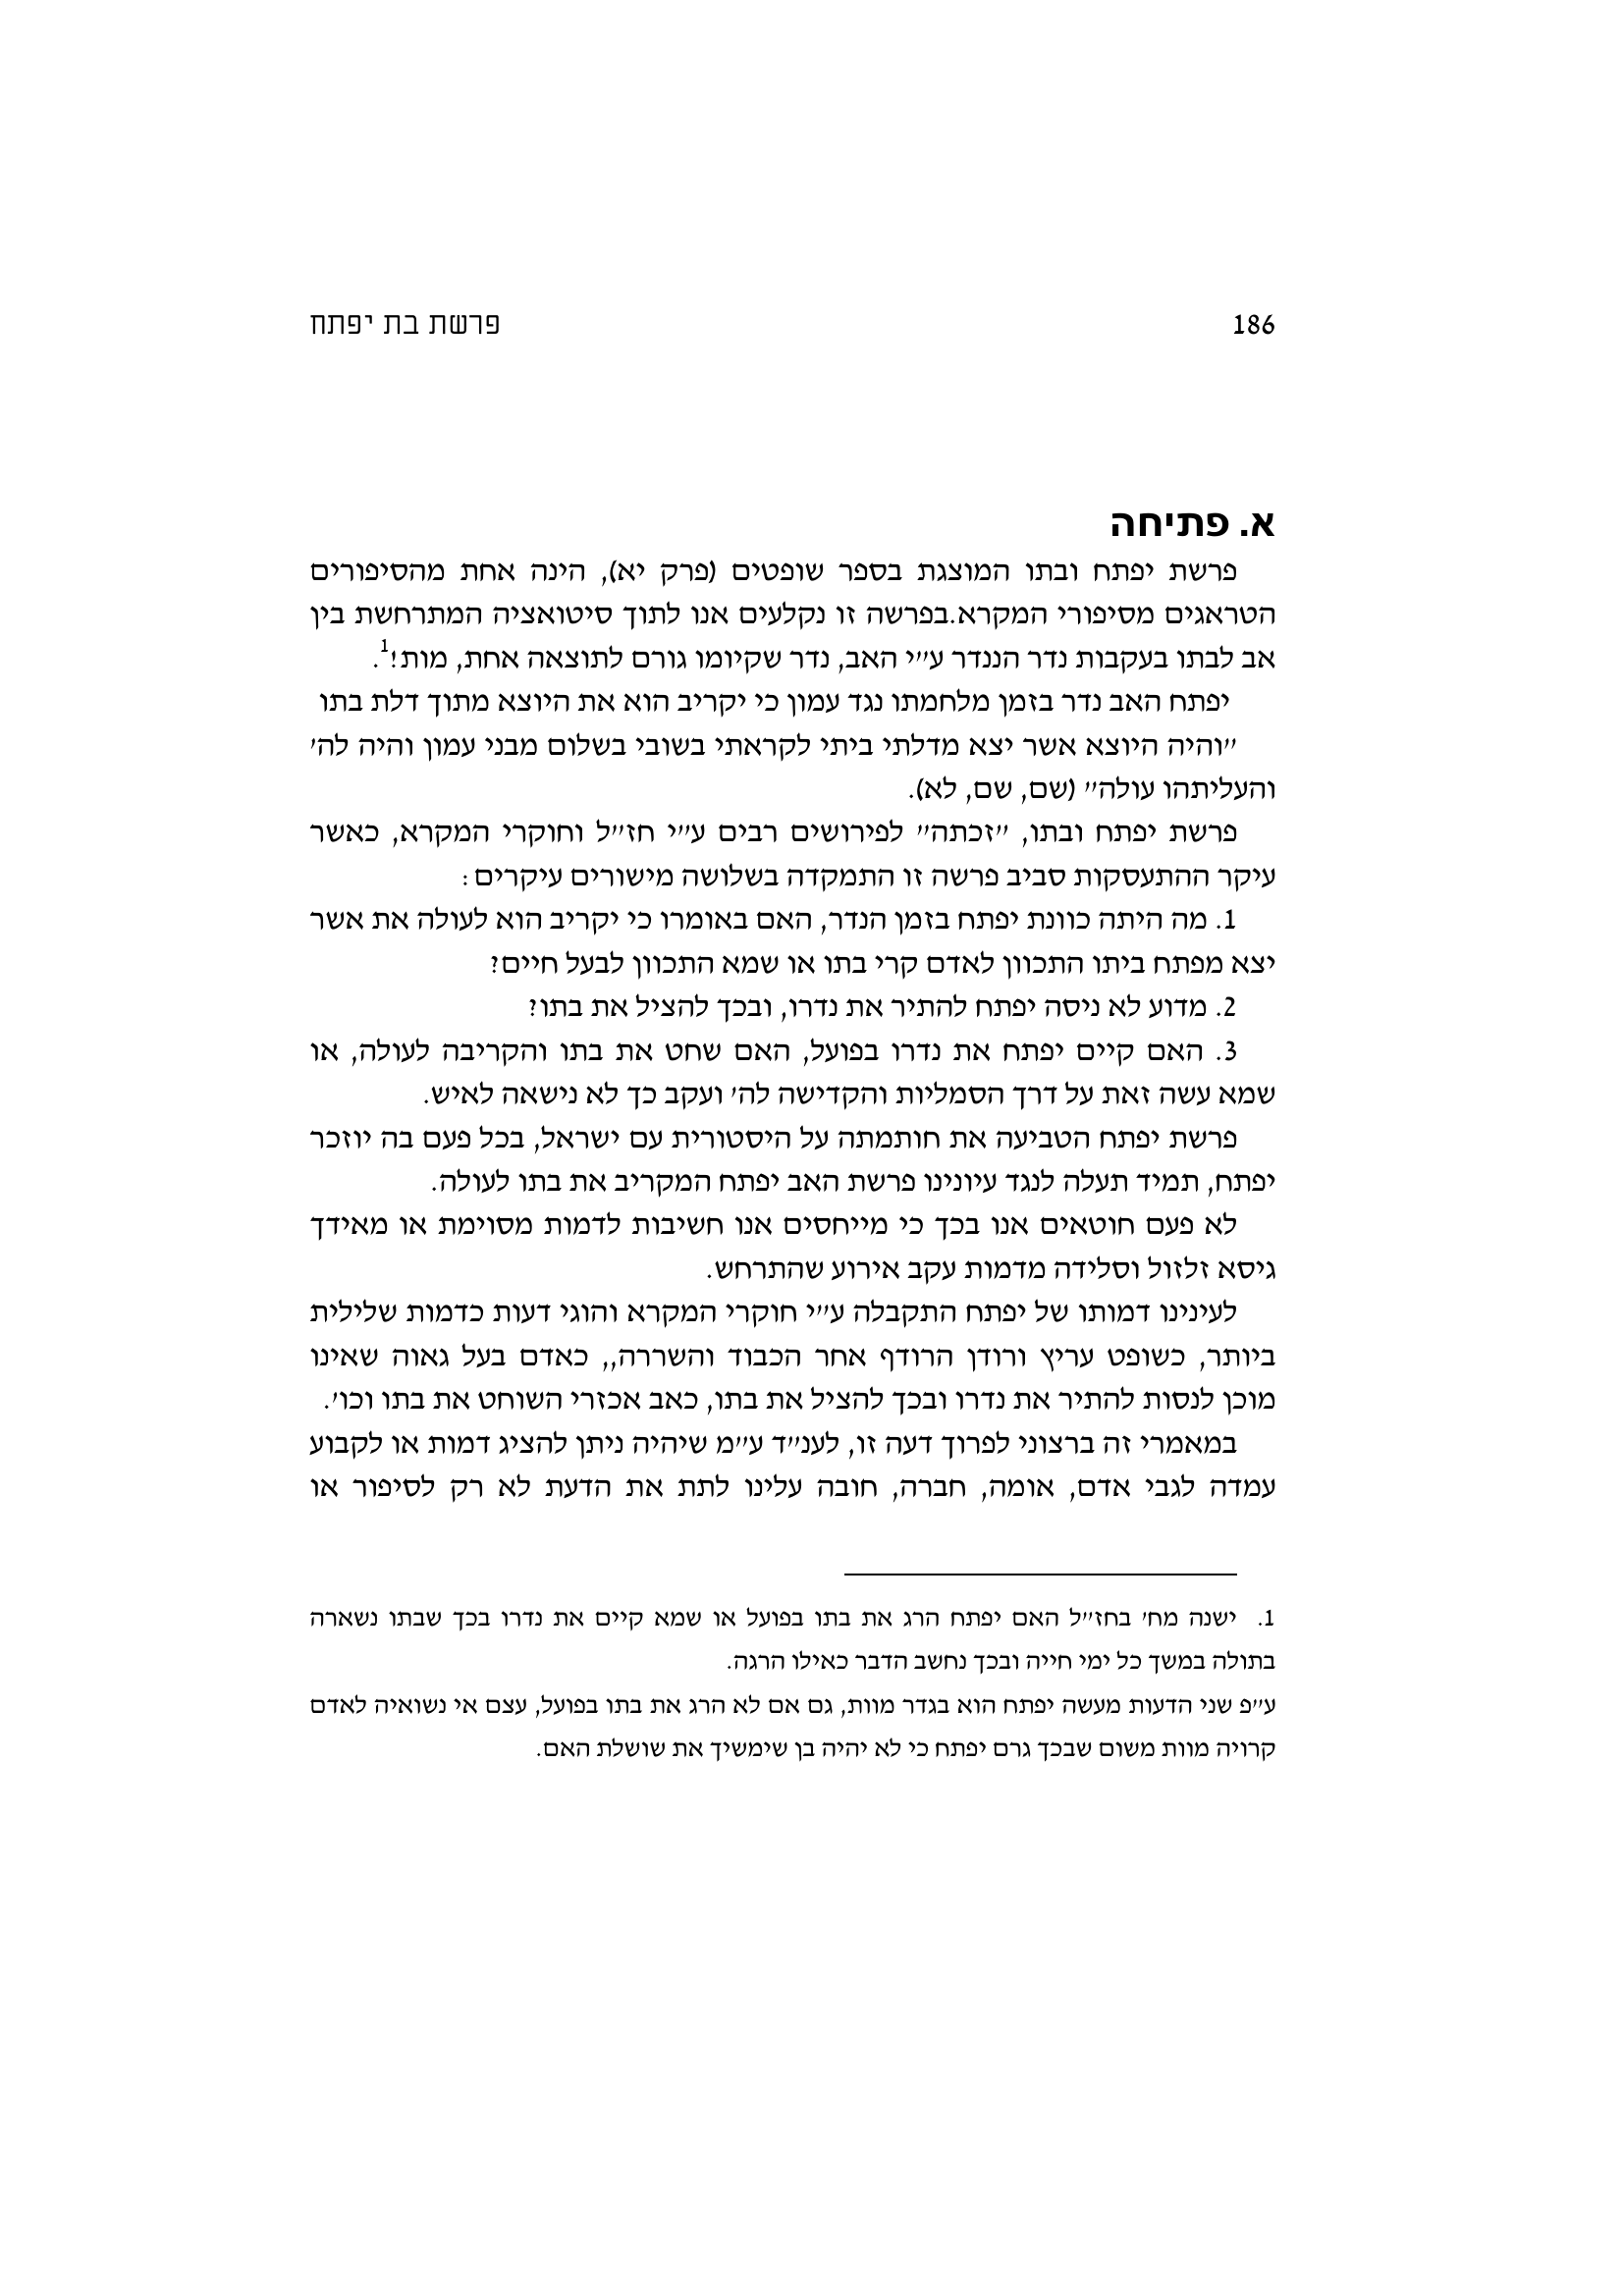 186
פרשת בת יפתח
א. פתיחה
פרשת יפתח ובתו המוצגת בספר שופטים (פרק יא), הינה אחת מהסיפורים
הטראגים מסיפורי המקרא.בפרשה זו נקלעים אנו לתוך סיטואציה המתרחשת בין
אב לבתו בעקבות נדר הננדר ע״י האב, נדר שקיומו גורם לתוצאה אחת, מות!1.
יפתח האב נדר בזמן מלחמתו נגד עמון כי יקריב הוא את היוצא מתוך דלת בתו
״והיה היוצא אשר יצא מדלתי ביתי לקראתי בשובי בשלום מבני עמון והיה לה׳
והעליתהו עולה״ (שם, שם, לא).
פרשת יפתח ובתו, ״זכתה״ לפירושים רבים ע״י חז״ל וחוקרי המקרא, כאשר
עיקר ההתעסקות סביב פרשה זו התמקדה בשלושה מישורים עיקרים:
1. מה היתה כוונת יפתח בזמן הנדר, האם באומרו כי יקריב הוא לעולה את אשר
יצא מפתח ביתו התכוון לאדם קרי בתו או שמא התכוון לבעל חיים?
2. מדוע לא ניסה יפתח להתיר את נדרו, ובכך להציל את בתו?
3. האם קיים יפתח את נדרו בפועל, האם שחט את בתו והקריבה לעולה, או
שמא עשה זאת על דרך הסמליות והקדישה לה׳ ועקב כך לא נישאה לאיש.
פרשת יפתח הטביעה את חותמתה על היסטורית עם ישראל, בכל פעם בה יוזכר
יפתח, תמיד תעלה לנגד עיונינו פרשת האב יפתח המקריב את בתו לעולה.
לא פעם חוטאים אנו בכך כי מייחסים אנו חשיבות לדמות מסוימת או מאידך
גיסא זלזול וסלידה מדמות עקב אירוע שהתרחש.
לעינינו דמותו של יפתח התקבלה ע״י חוקרי המקרא והוגי דעות כדמות שלילית
ביותר, כשופט עריץ ורודן הרודף אחר הכבוד והשררה,, כאדם בעל גאוה שאינו
מוכן לנסות להתיר את נדרו ובכך להציל את בתו, כאב אכזרי השוחט את בתו וכו׳.
במאמרי זה ברצוני לפרוך דעה זו, לענ״ד ע״מ שיהיה ניתן להציג דמות או לקבוע
עמדה לגבי אדם, אומה, חברה, חובה עלינו לתת את הדעת לא רק לסיפור או
1. ישנה מח׳ בחז״ל האם יפתח הרג את בתו בפועל או שמא קיים את נדרו בכך שבתו נשארה
בתולה במשך כל ימי חייה ובכך נחשב הדבר כאילו הרגה.
ע״פ שני הדעות מעשה יפתח הוא בגדר מוות, גם אם לא הרג את בתו בפועל, עצם אי נשואיה לאדם
קרויה מוות משום שבכך גרם יפתח כי לא יהיה בן שימשיך את שושלת האם.